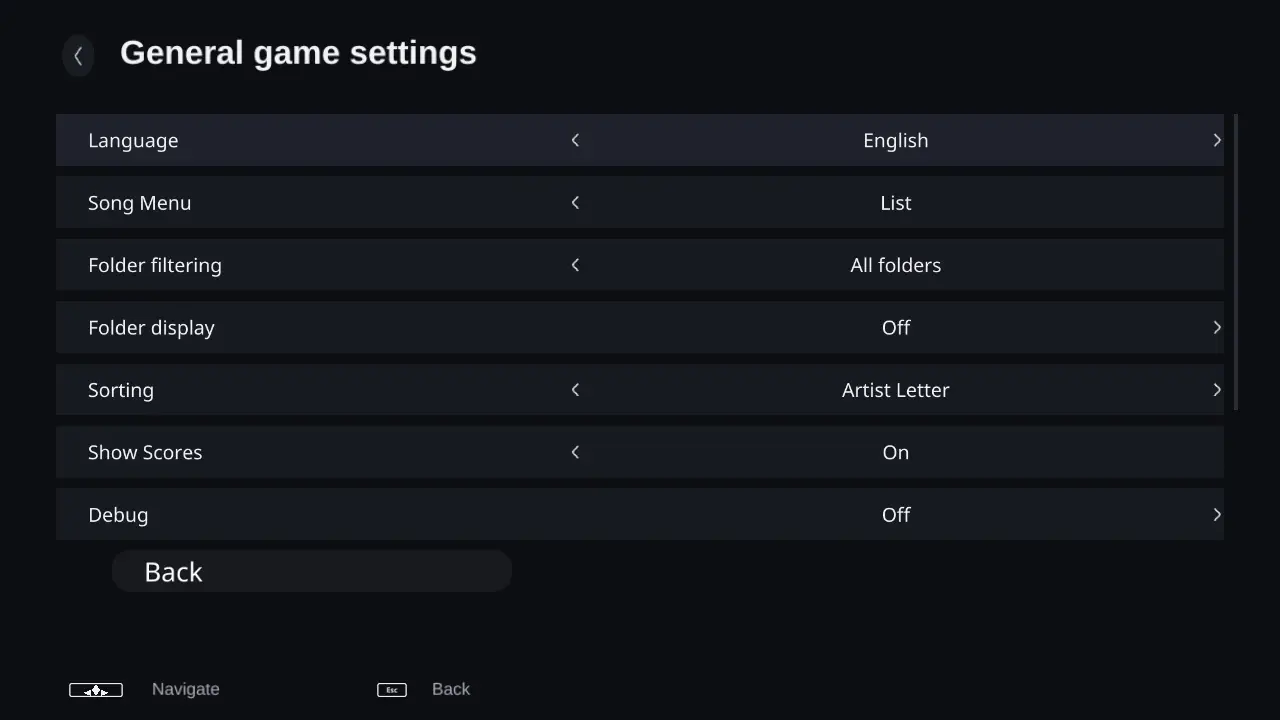 General game settings
Language English
Song Menu List
Folder filtering All folders
Folder display Off
Sorting Artist Letter
Show Scores On
Debug Off
Back
Navigate Esc Back